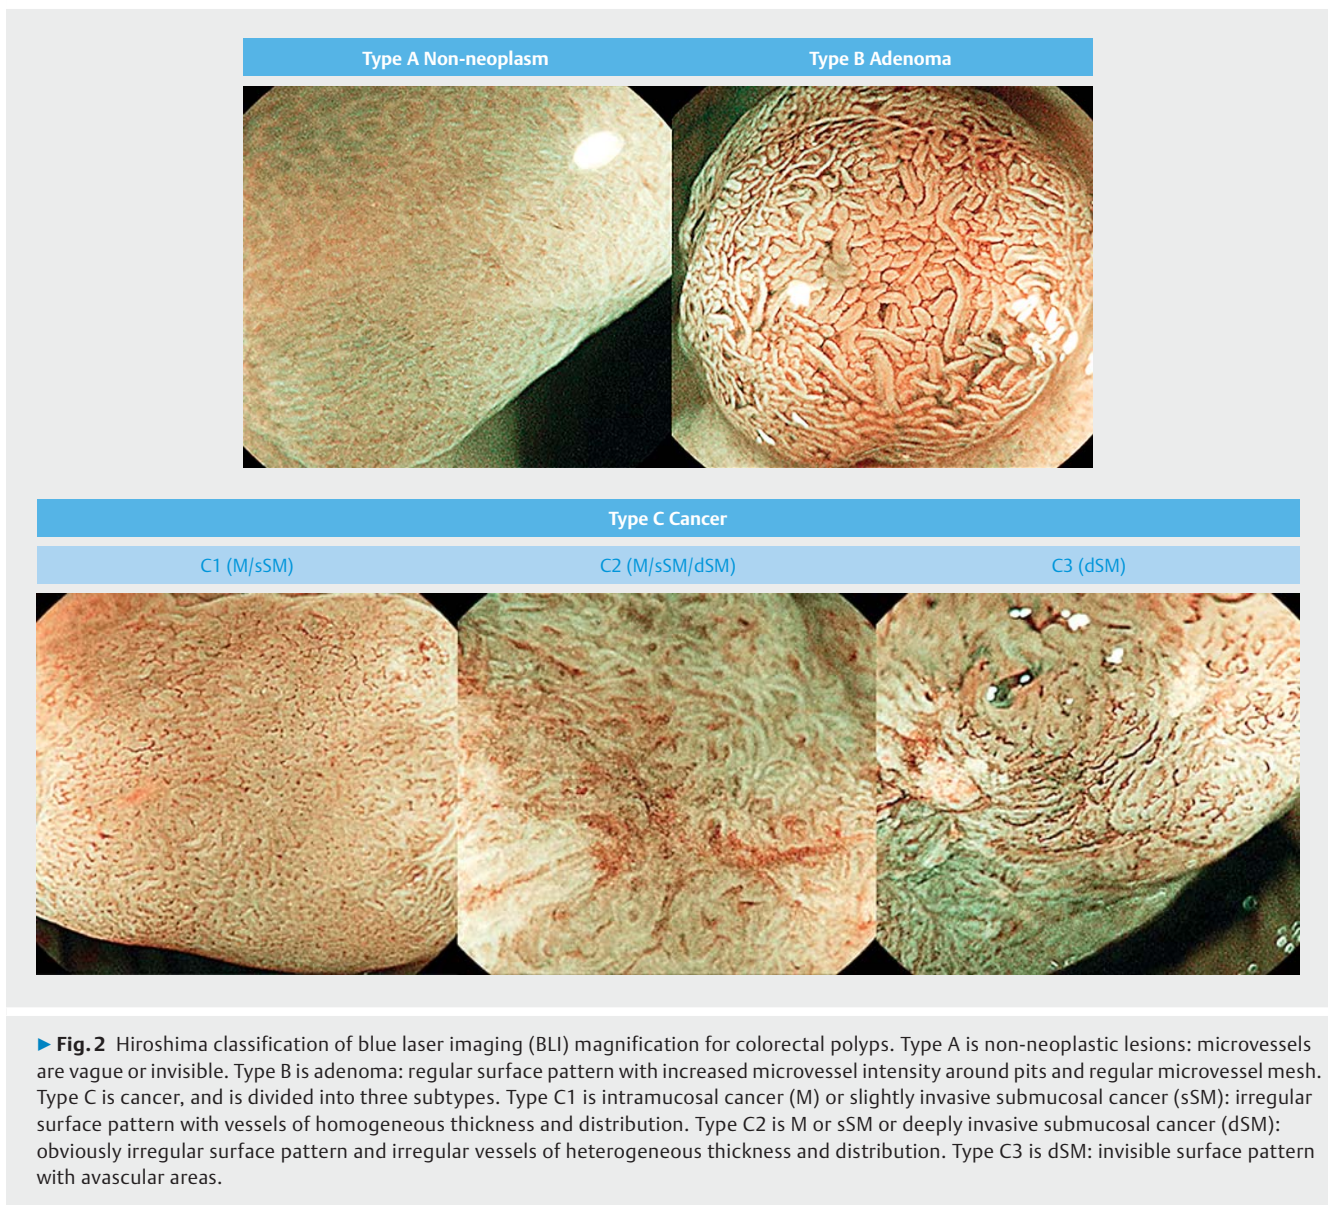 Type A Non-neoplasm
Type B Adenoma
Type C Cancer
C1 (M/sSM)
C2 (M/sSM/dSM)
C3 (dSM)
▶ Fig. 2 Hiroshima classification of blue laser imaging (BLI) magnification for colorectal polyps. Type A is non-neoplastic lesions: microvessels
are vague or invisible. Type B is adenoma: regular surface pattern with increased microvessel intensity around pits and regular microvessel mesh.
Type C is cancer, and is divided into three subtypes. Type C1 is intramucosal cancer (M) or slightly invasive submucosal cancer (sSM): irregular
surface pattern with vessels of homogeneous thickness and distribution. Type C2 is M or sSM or deeply invasive submucosal cancer (dSM):
obviously irregular surface pattern and irregular vessels of heterogeneous thickness and distribution. Type C3 is dSM: invisible surface pattern
with avascular areas.